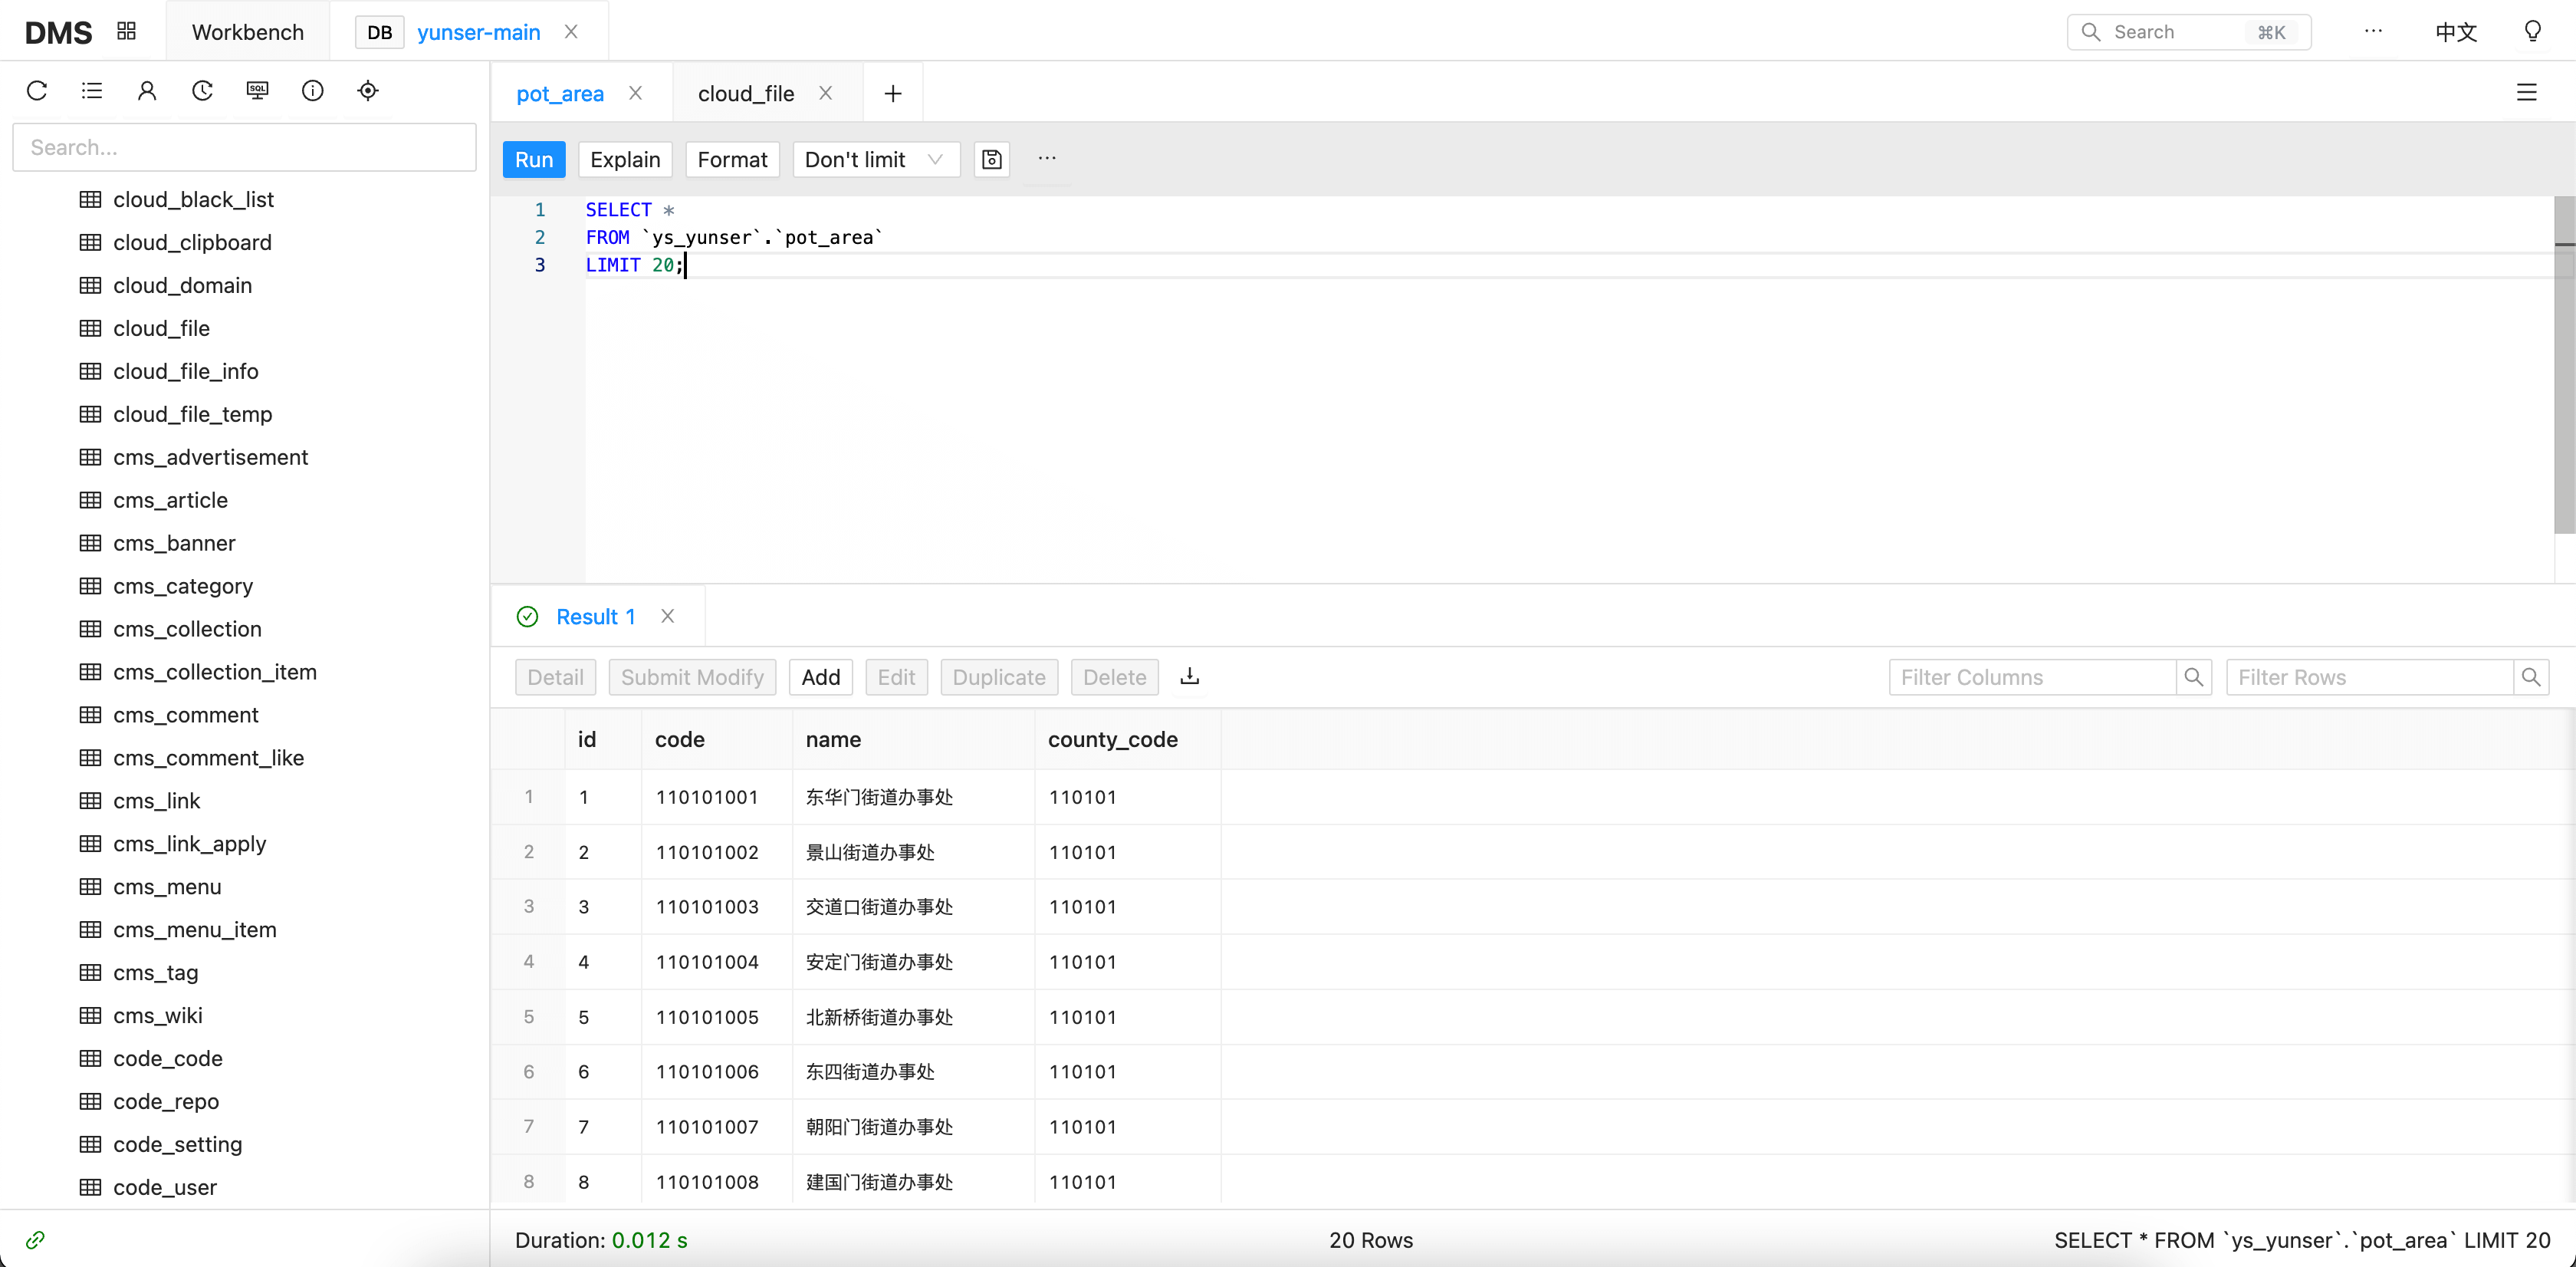 DMS Workbench DB yunser-main Search ⌘K ... 中文
pot_area cloud_file
Search...
Run Explain Format Don't limit ...
1 SELECT *
2 FROM `ys_yunser`.`pot_area`
3 LIMIT 20;
cloud_black_list
cloud_clipboard
cloud_domain
cloud_file
cloud_file_info
cloud_file_temp
cms_advertisement
cms_article
cms_banner
cms_category
cms_collection
cms_collection_item
cms_comment
cms_comment_like
cms_link
cms_link_apply
cms_menu
cms_menu_item
cms_tag
cms_wiki
code_code
code_repo
code_setting
code_user
Result 1
Detail Submit Modify Add Edit Duplicate Delete Filter Columns Filter Rows
id code name county_code
1 1 110101001 东华门街道办事处 110101
2 2 110101002 景山街道办事处 110101
3 3 110101003 交道口街道办事处 110101
4 4 110101004 安定门街道办事处 110101
5 5 110101005 北新桥街道办事处 110101
6 6 110101006 东四街道办事处 110101
7 7 110101007 朝阳门街道办事处 110101
8 8 110101008 建国门街道办事处 110101
Duration: 0.012 s 20 Rows SELECT * FROM `ys_yunser`.`pot_area` LIMIT 20